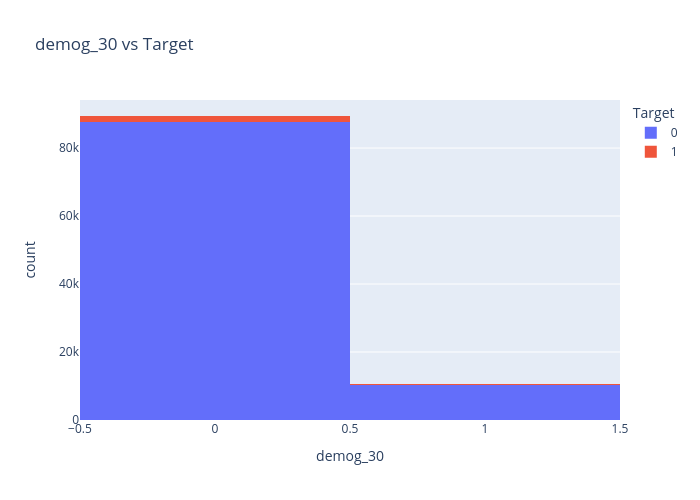 demog_30 vs Target
Target
0
1
80k
60k
40k
20k
0
count
−0.5
0
0.5
1
1.5
demog_30